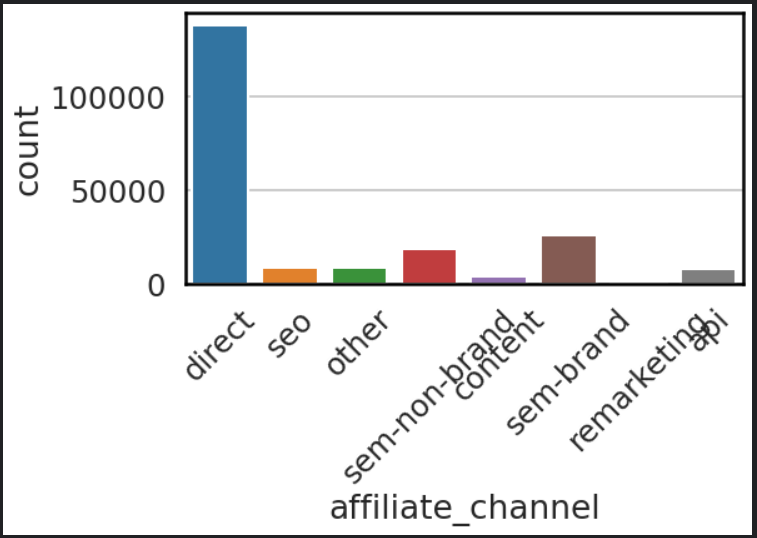 count
100000
50000
0
direct
seo
other
sem-non-brand
content
sem-brand
remarketing
api
affiliate_channel